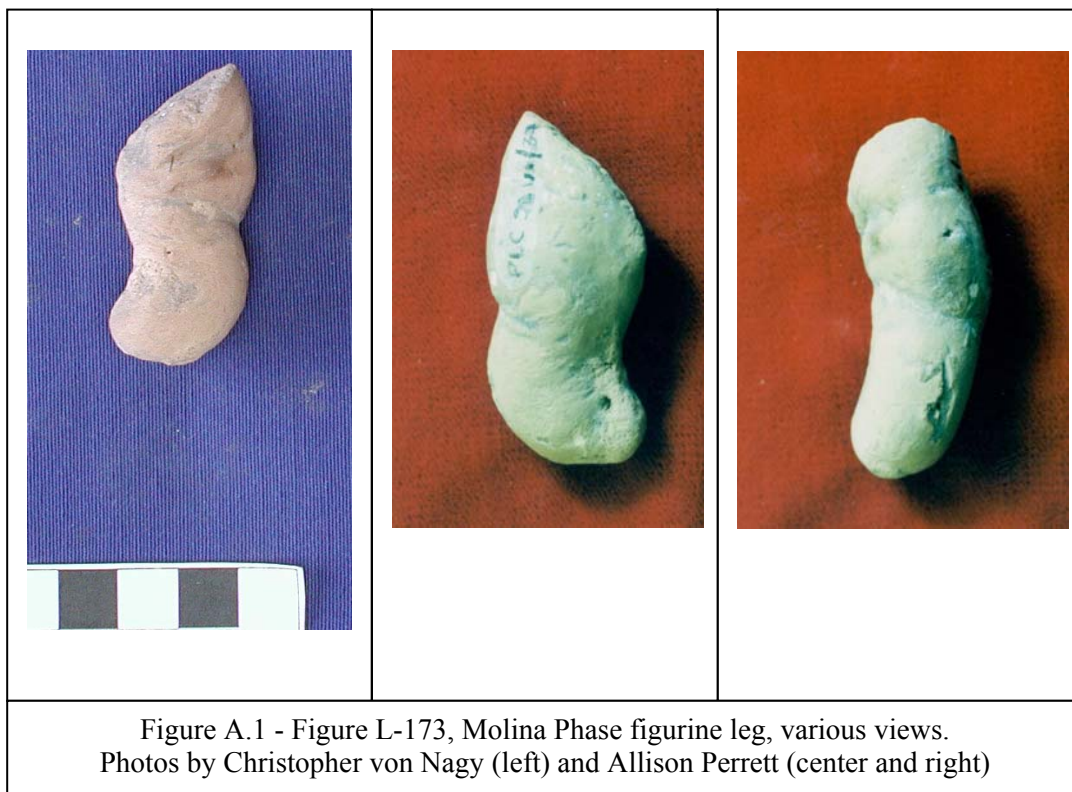 Figure A.1 - Figure L-173, Molina Phase figurine leg, various views.
Photos by Christopher von Nagy (left) and Allison Perrett (center and right)